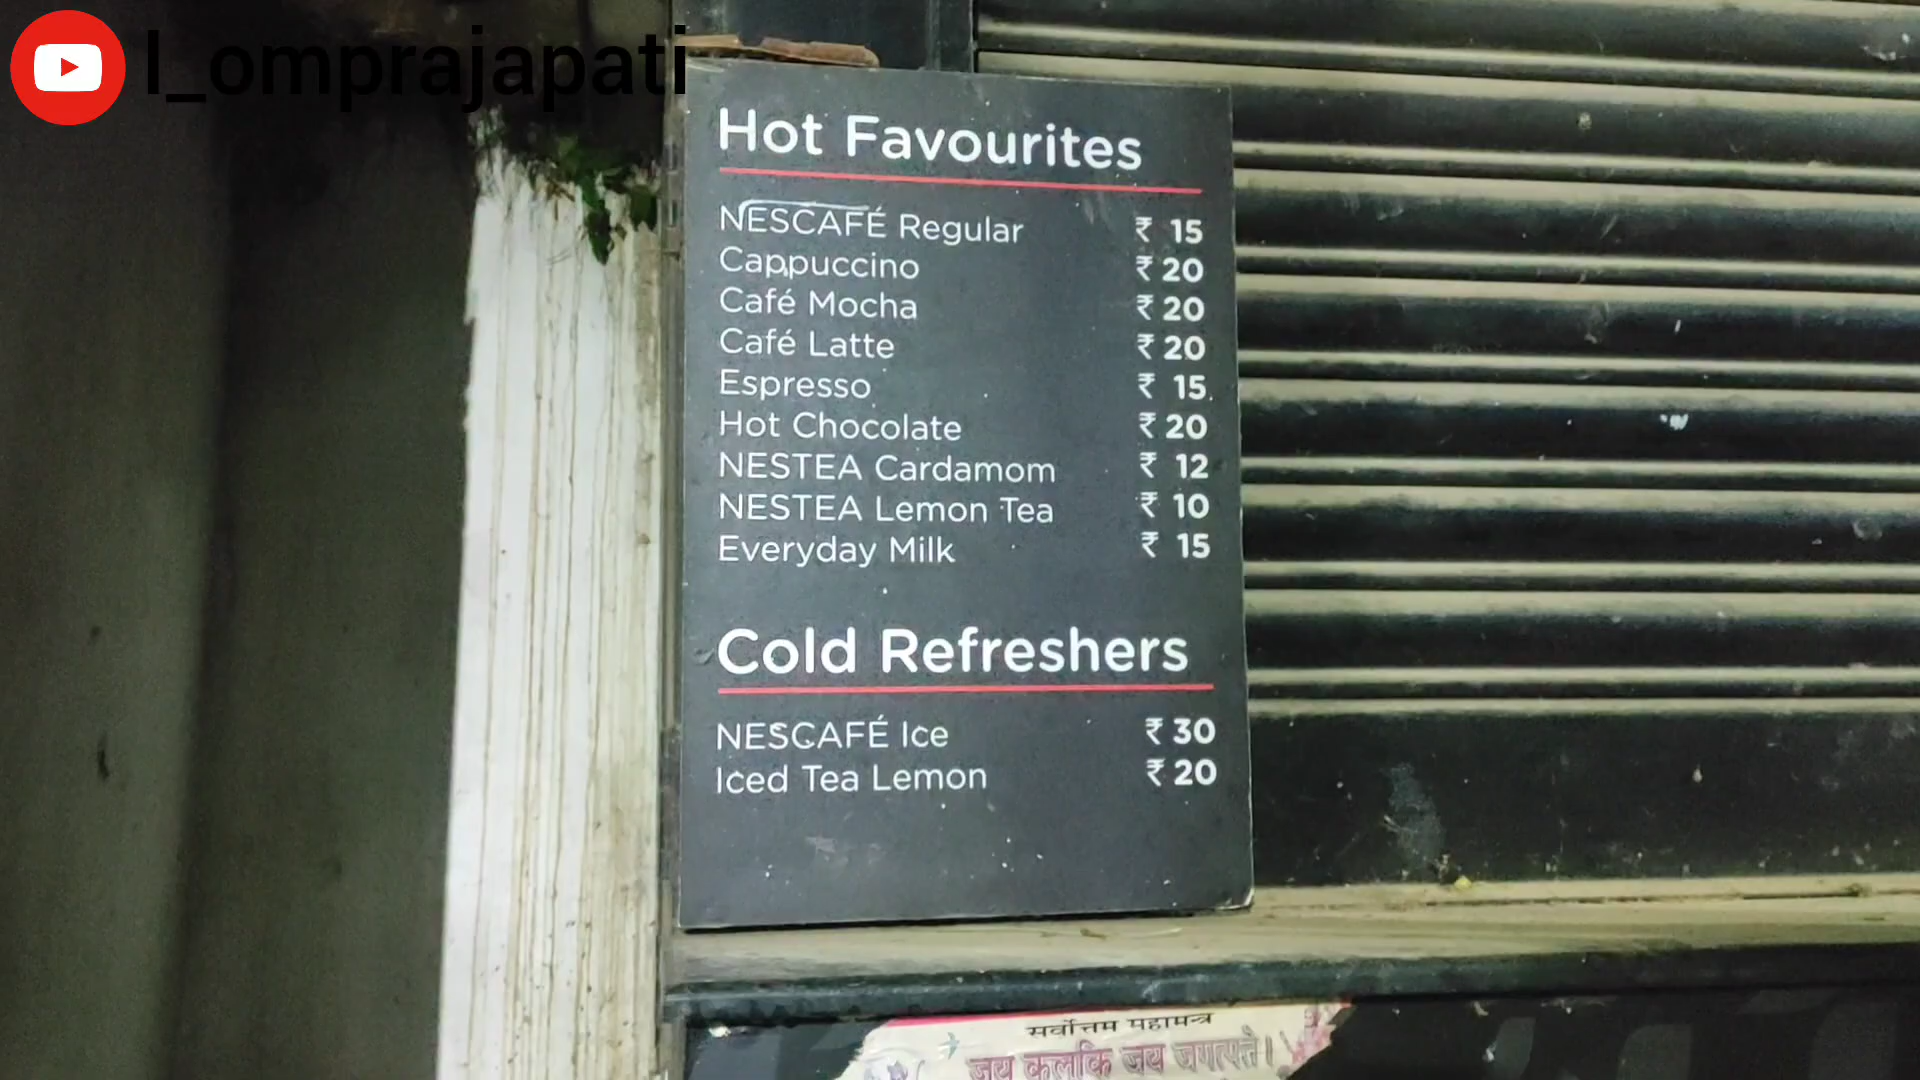 I_omprajapati
Hot Favourites
NESCAFÉ Regular ₹ 15
Cappuccino ₹ 20
Café Mocha ₹ 20
Café Latte ₹ 20
Espresso ₹ 15
Hot Chocolate ₹ 20
NESTEA Cardamom ₹ 12
NESTEA Lemon Tea ₹ 10
Everyday Milk ₹ 15
Cold Refreshers
NESCAFÉ Ice ₹ 30
Iced Tea Lemon ₹ 20
सर्वोत्तम महामन्त्र
जय कलकि जय जगत्पते।